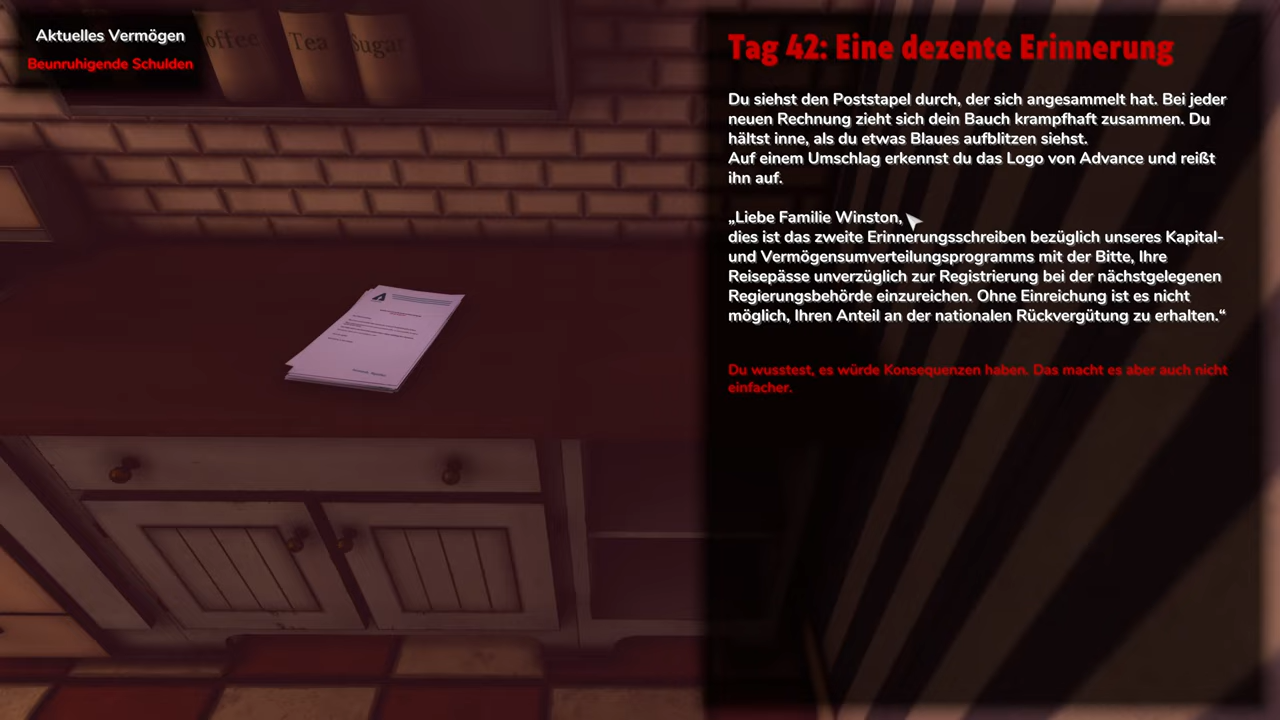 Aktuelles Vermögen
Beunruhigende Schulden
offee
Tea
Sugar
Tag 42: Eine dezente Erinnerung
Du siehst den Poststapel durch, der sich angesammelt hat. Bei jeder
neuen Rechnung zieht sich dein Bauch krampfhaft zusammen. Du
hältst inne, als du etwas Blaues aufblitzen siehst.
Auf einem Umschlag erkennst du das Logo von Advance und reißt
ihn auf.
„Liebe Familie Winston,
dies ist das zweite Erinnerungsschreiben bezüglich unseres Kapital-
und Vermögensumverteilungsprogramms mit der Bitte, Ihre
Reisepässe unverzüglich zur Registrierung bei der nächstgelegenen
Regierungsbehörde einzureichen. Ohne Einreichung ist es nicht
möglich, Ihren Anteil an der nationalen Rückvergütung zu erhalten.“
Du wusstest, es würde Konsequenzen haben. Das macht es aber auch nicht
einfacher.